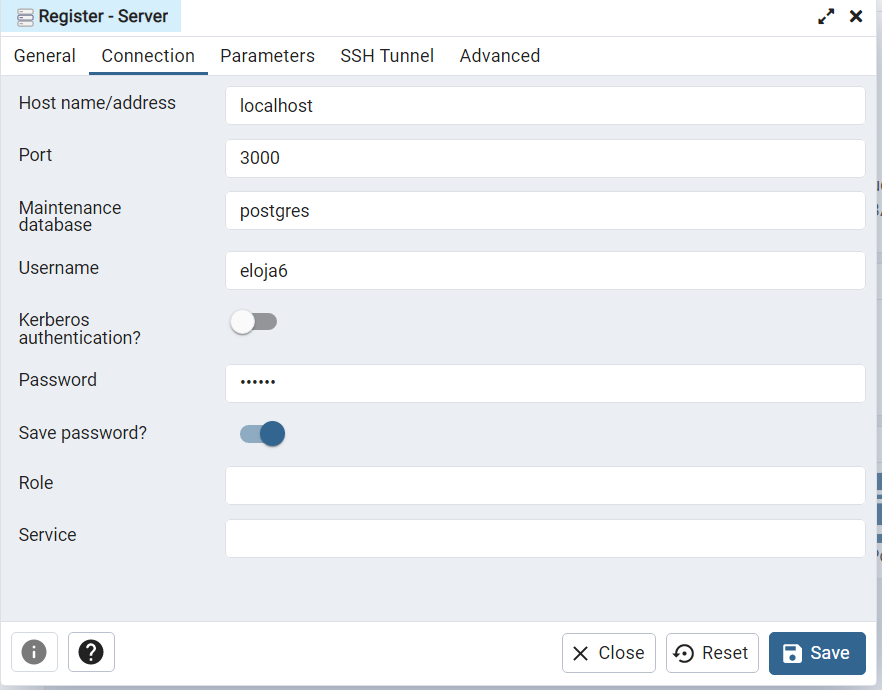 Register - Server
General Connection Parameters SSH Tunnel Advanced
Host name/address localhost
Port 3000
Maintenance
database
postgres
Username eloja6
Kerberos
authentication?
Password ••••••
Save password?
Role
Service
Close Reset Save